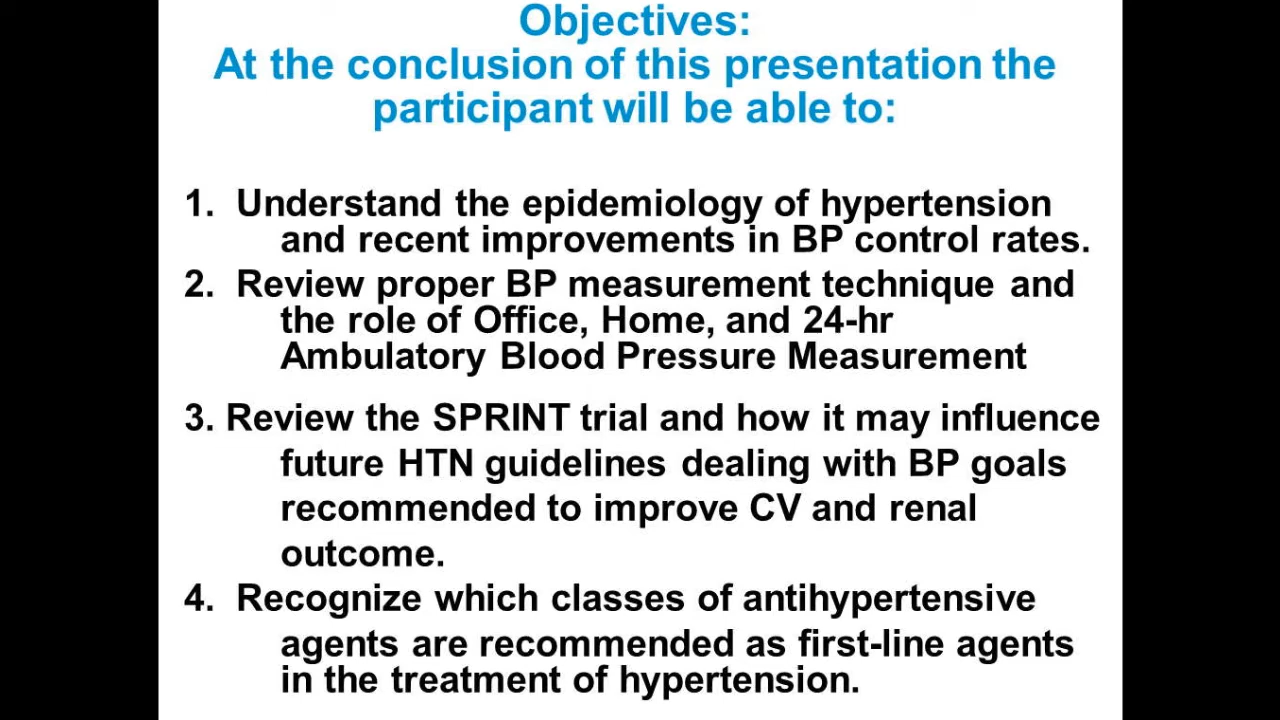 Objectives:
At the conclusion of this presentation the
participant will be able to:
1. Understand the epidemiology of hypertension
and recent improvements in BP control rates.
2. Review proper BP measurement technique and
the role of Office, Home, and 24-hr
Ambulatory Blood Pressure Measurement
3. Review the SPRINT trial and how it may influence
future HTN guidelines dealing with BP goals
recommended to improve CV and renal
outcome.
4. Recognize which classes of antihypertensive
agents are recommended as first-line agents
in the treatment of hypertension.